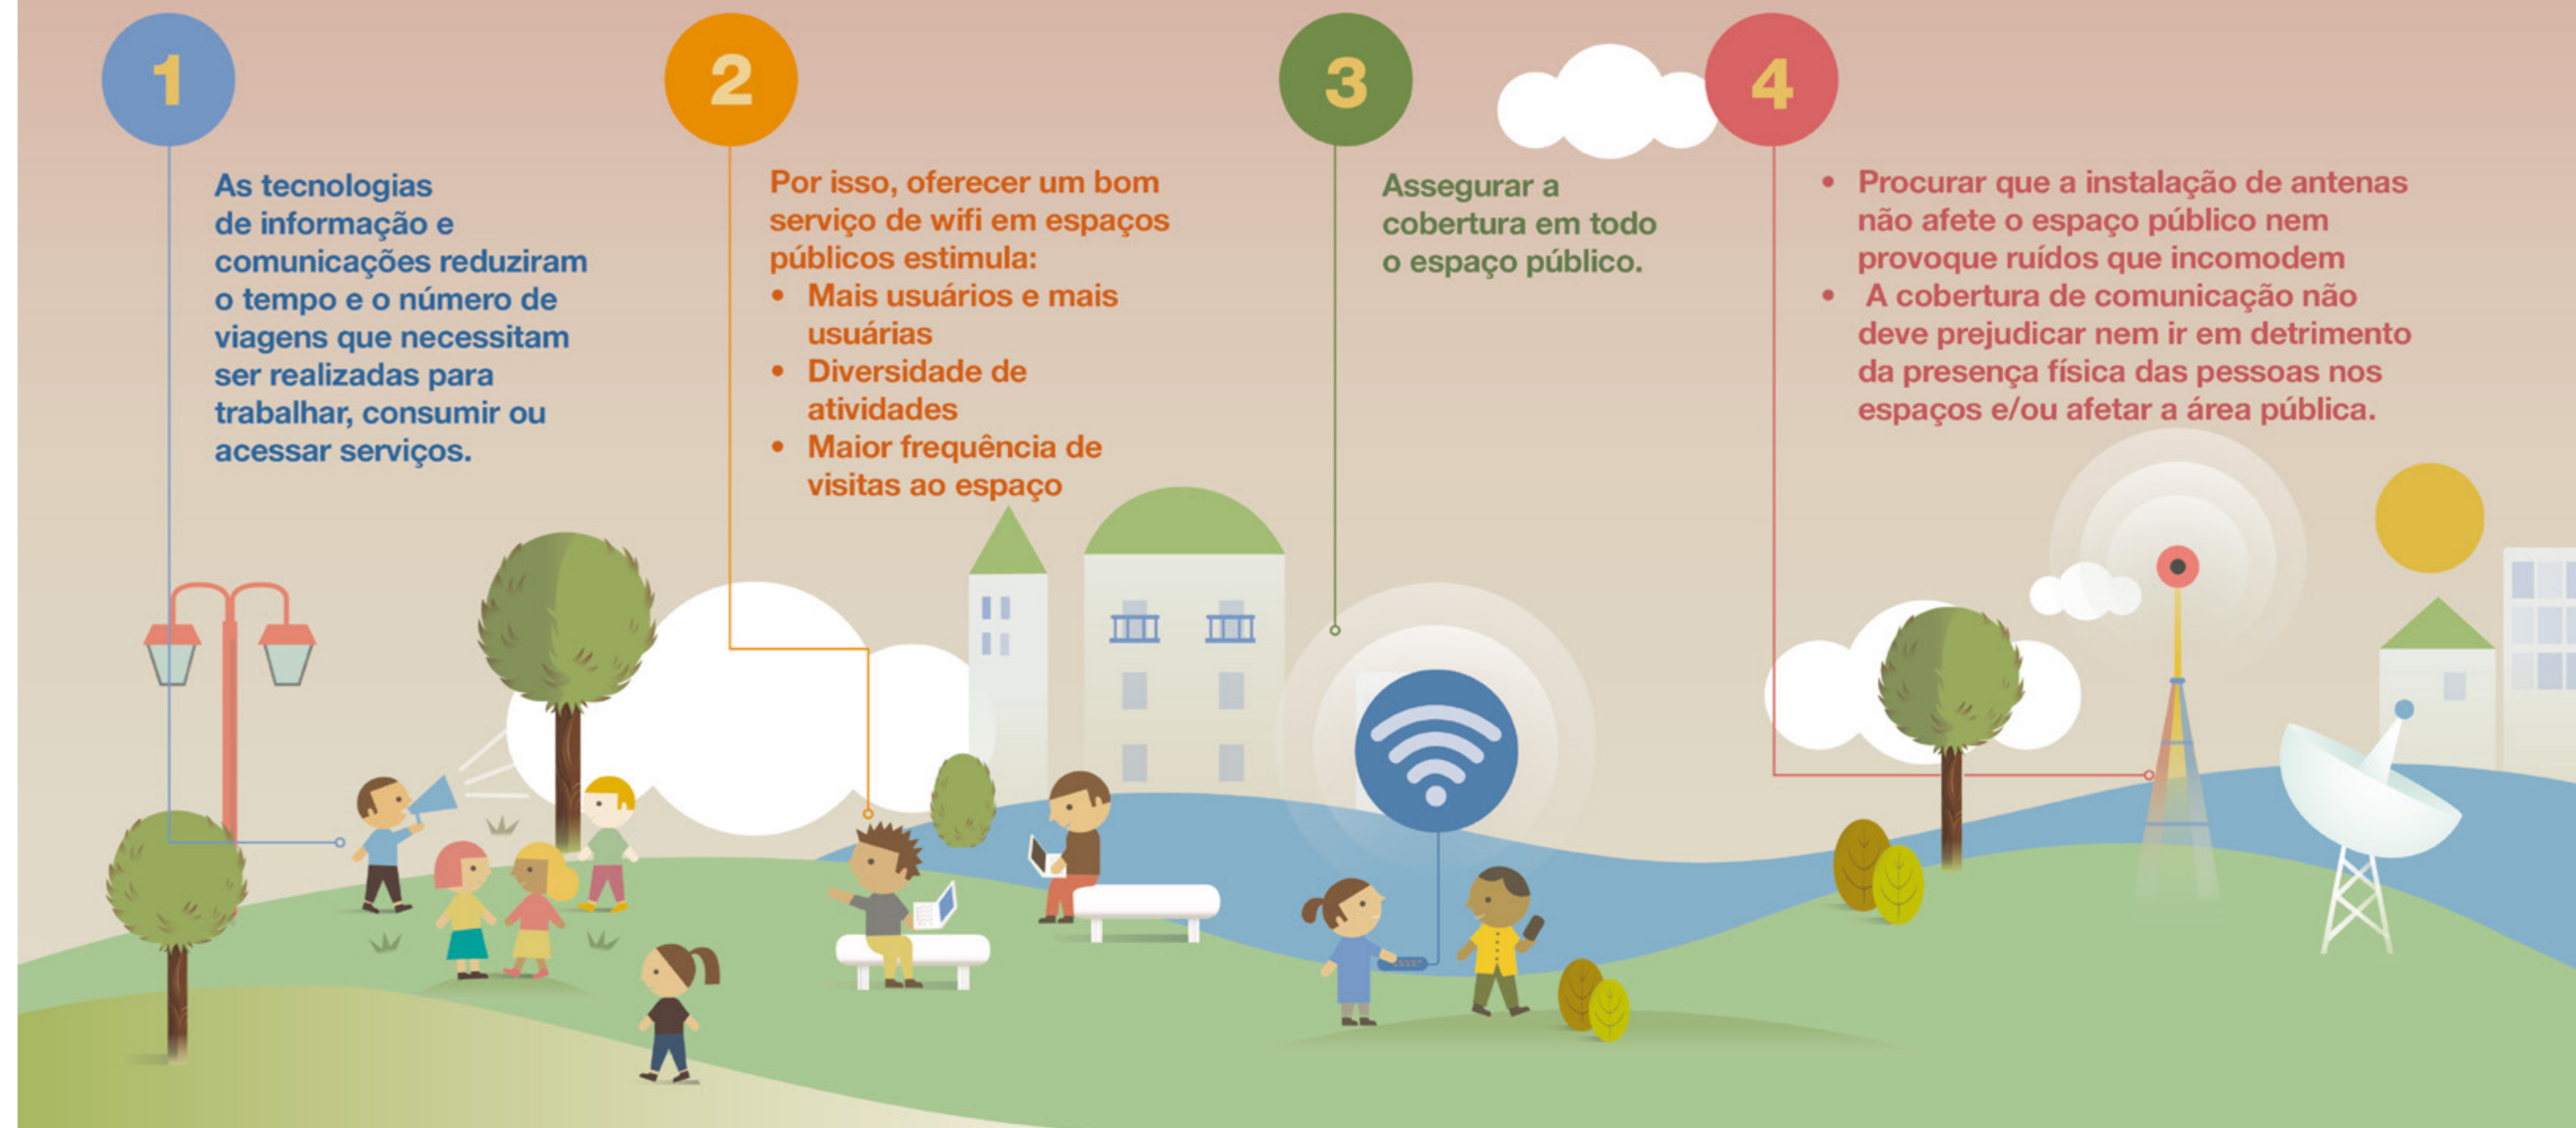 1
As tecnologias
de informação e
comunicações reduziram
o tempo e o número de
viagens que necessitam
ser realizadas para
trabalhar, consumir ou
acessar serviços.
2
Por isso, oferecer um bom
serviço de wifi em espaços
públicos estimula:
• Mais usuários e mais
usuárias
• Diversidade de
atividades
• Maior frequência de
visitas ao espaço
3
Assegurar a
cobertura em todo
o espaço público.
4
• Procurar que a instalação de antenas
não afete o espaço público nem
provoque ruídos que incomodem
• A cobertura de comunicação não
deve prejudicar nem ir em detrimento
da presença física das pessoas nos
espaços e/ou afetar a área pública.